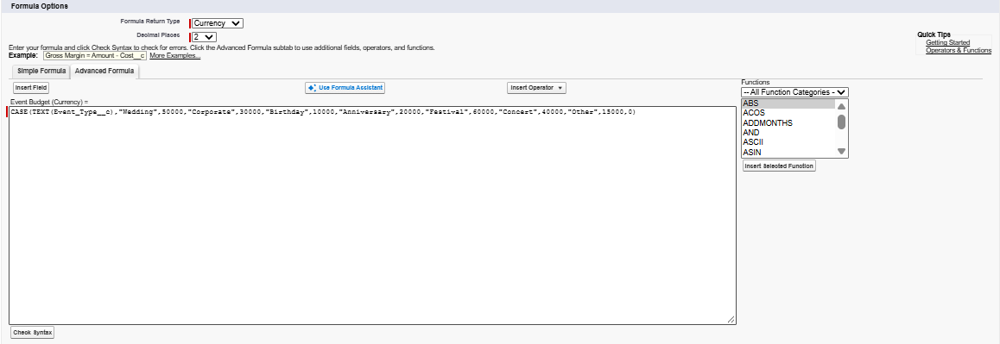 Formula Options
Formula Return Type Currency
Decimal Places 2
Enter your formula and click Check Syntax to check for errors. Click the Advanced Formula subtab to use additional fields, operators, and functions.
Example: Gross Margin = Amount - Cost__c More Examples...
Quick Tips
Getting Started
Operators & Functions
Simple Formula Advanced Formula
Insert Field Use Formula Assistant Insert Operator
Functions
-- All Function Categories -
ABS
ACOS
ADDMONTHS
AND
ASCII
ASIN
Insert Selected Function
Event Budget (Currency) =
CASE(TEXT(Event_Type__c),"Wedding",50000,"Corporate",30000,"Birthday",10000,"Anniversary",20000,"Festival",60000,"Concert",40000,"Other",15000,0)
Check Syntax